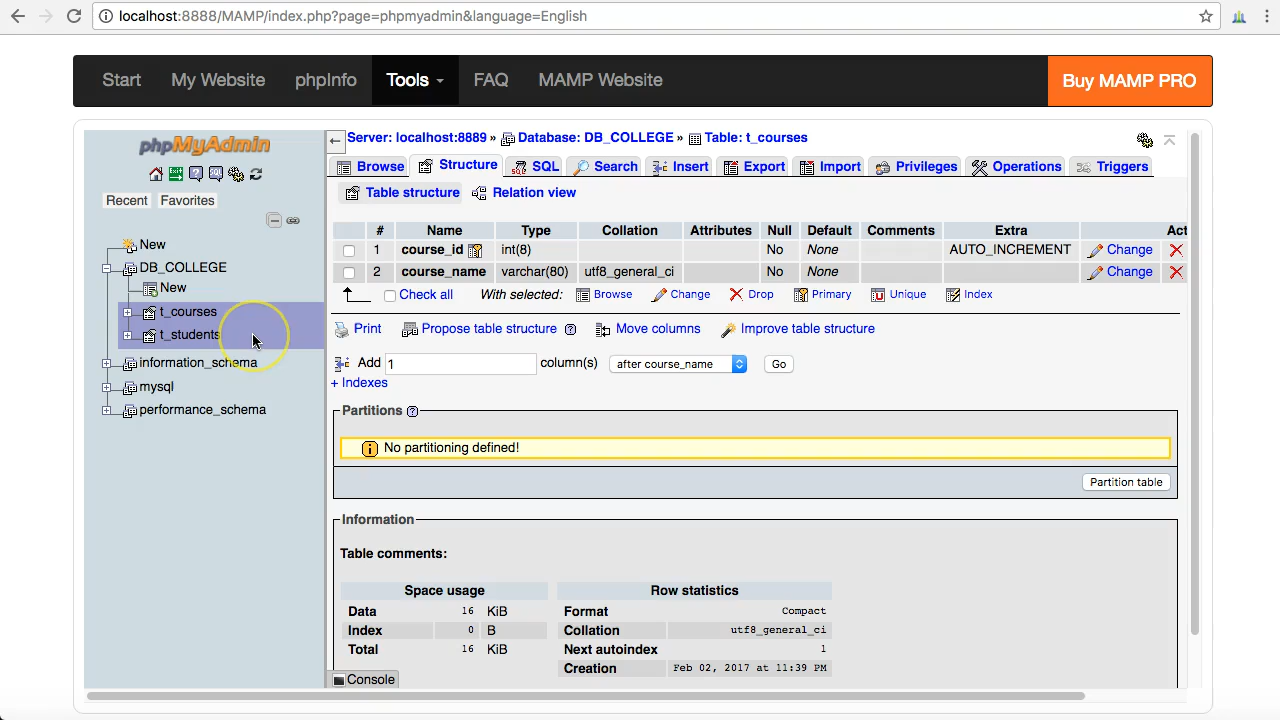 localhost:8888/MAMP/index.php?page=phpmyadmin&language=English
Start My Website phpInfo Tools FAQ MAMP Website Buy MAMP PRO
phpMyAdmin
Recent Favorites
New
DB_COLLEGE
New
t_courses
t_students
information_schema
mysql
performance_schema
Server: localhost:8889 » Database: DB_COLLEGE » Table: t_courses
Browse Structure SQL Search Insert Export Import Privileges Operations Triggers
Table structure Relation view
# Name Type Collation Attributes Null Default Comments Extra Act
1 course_id int(8) No None AUTO_INCREMENT Change
2 course_name varchar(80) utf8_general_ci No None Change
Check all With selected: Browse Change Drop Primary Unique Index
Print Propose table structure Move columns Improve table structure
Add 1 column(s) after course_name Go
+ Indexes
Partitions
No partitioning defined!
Partition table
Information
Table comments:
Space usage
Data 16 KiB
Index 0 B
Total 16 KiB
Row statistics
Format Compact
Collation utf8_general_ci
Next autoindex 1
Creation Feb 02, 2017 at 11:39 PM
Console